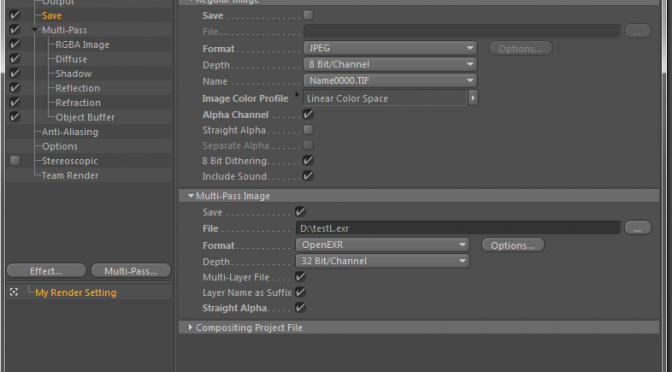 Output
Save
Multi-Pass
RGBA Image
Diffuse
Shadow
Reflection
Refraction
Object Buffer
Anti-Aliasing
Options
Stereoscopic
Team Render
Effect... Multi-Pass...
My Render Setting
Regular Image
Save
File...
Format JPEG Options...
Depth 8 Bit/Channel
Name Name0000.TIF
Image Color Profile Linear Color Space
Alpha Channel
Straight Alpha
Separate Alpha
8 Bit Dithering
Include Sound
Multi-Pass Image
Save
File D:\testL.exr ...
Format OpenEXR Options...
Depth 32 Bit/Channel
Multi-Layer File
Layer Name as Suffix
Straight Alpha
Compositing Project File